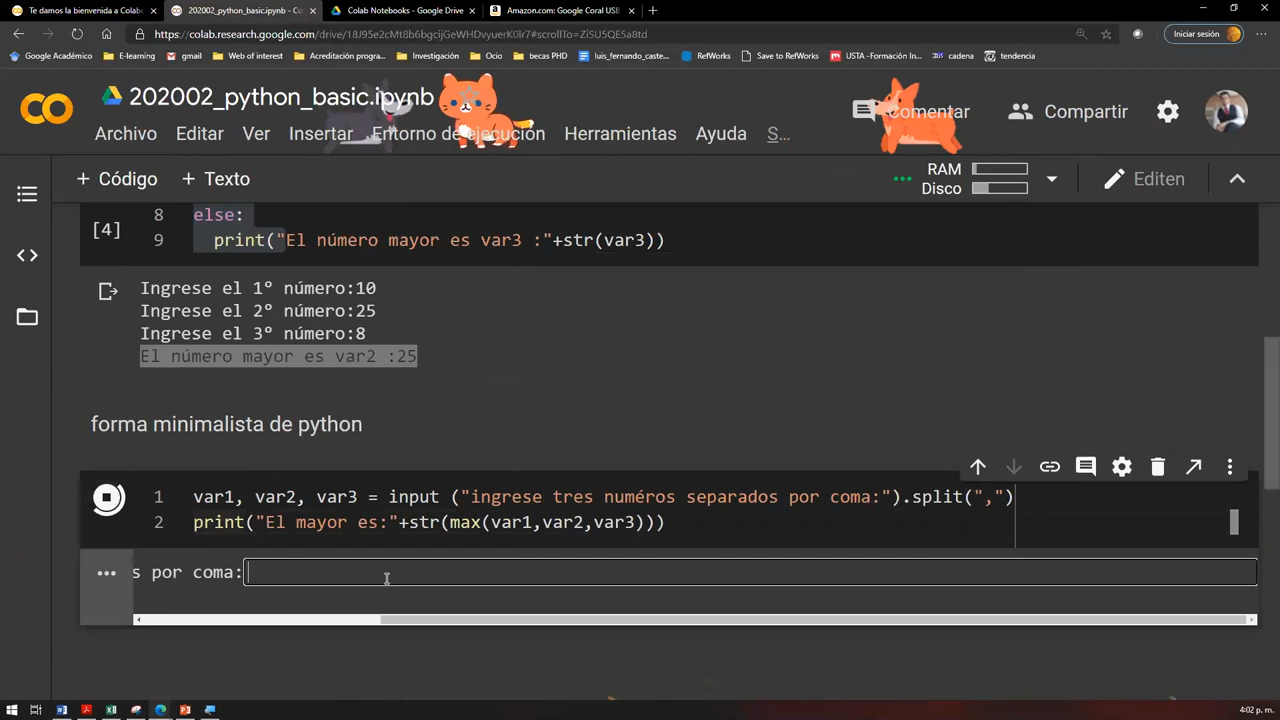 Te damos la bienvenida a Colabo
202002_python_basic.ipynb - Co
Colab Notebooks - Google Drive
Amazon.com: Google Coral USB
https://colab.research.google.com/drive/18J95e2cMt8b6bgcijGeWHDvyuerK0Ir7#scrollTo=ZiSU5QE5a8td
Iniciar sesión
Google Académico
E-Learning
gmail
Web of interest
Acreditación progra...
Investigación
Ocio
becas PHD
luis_fernando_caste...
RefWorks
Save to RefWorks
USTA -Formación In...
cadena
tendencia
202002_python_basic.ipynb
Comentar
Compartir
Archivo Editar Ver Insertar Entorno de ejecución Herramientas Ayuda S...
+ Código + Texto
RAM
Disco
Editen
8 else:
[4]
9 print("El número mayor es var3 :"+str(var3))
Ingrese el 1º número:10
Ingrese el 2º número:25
Ingrese el 3º número:8
El número mayor es var2 :25
forma minimalista de python
1 var1, var2, var3 = input ("ingrese tres numéros separados por coma:").split(",")
2 print("El mayor es:"+str(max(var1,var2,var3)))
s por coma:
4:02 p. m.